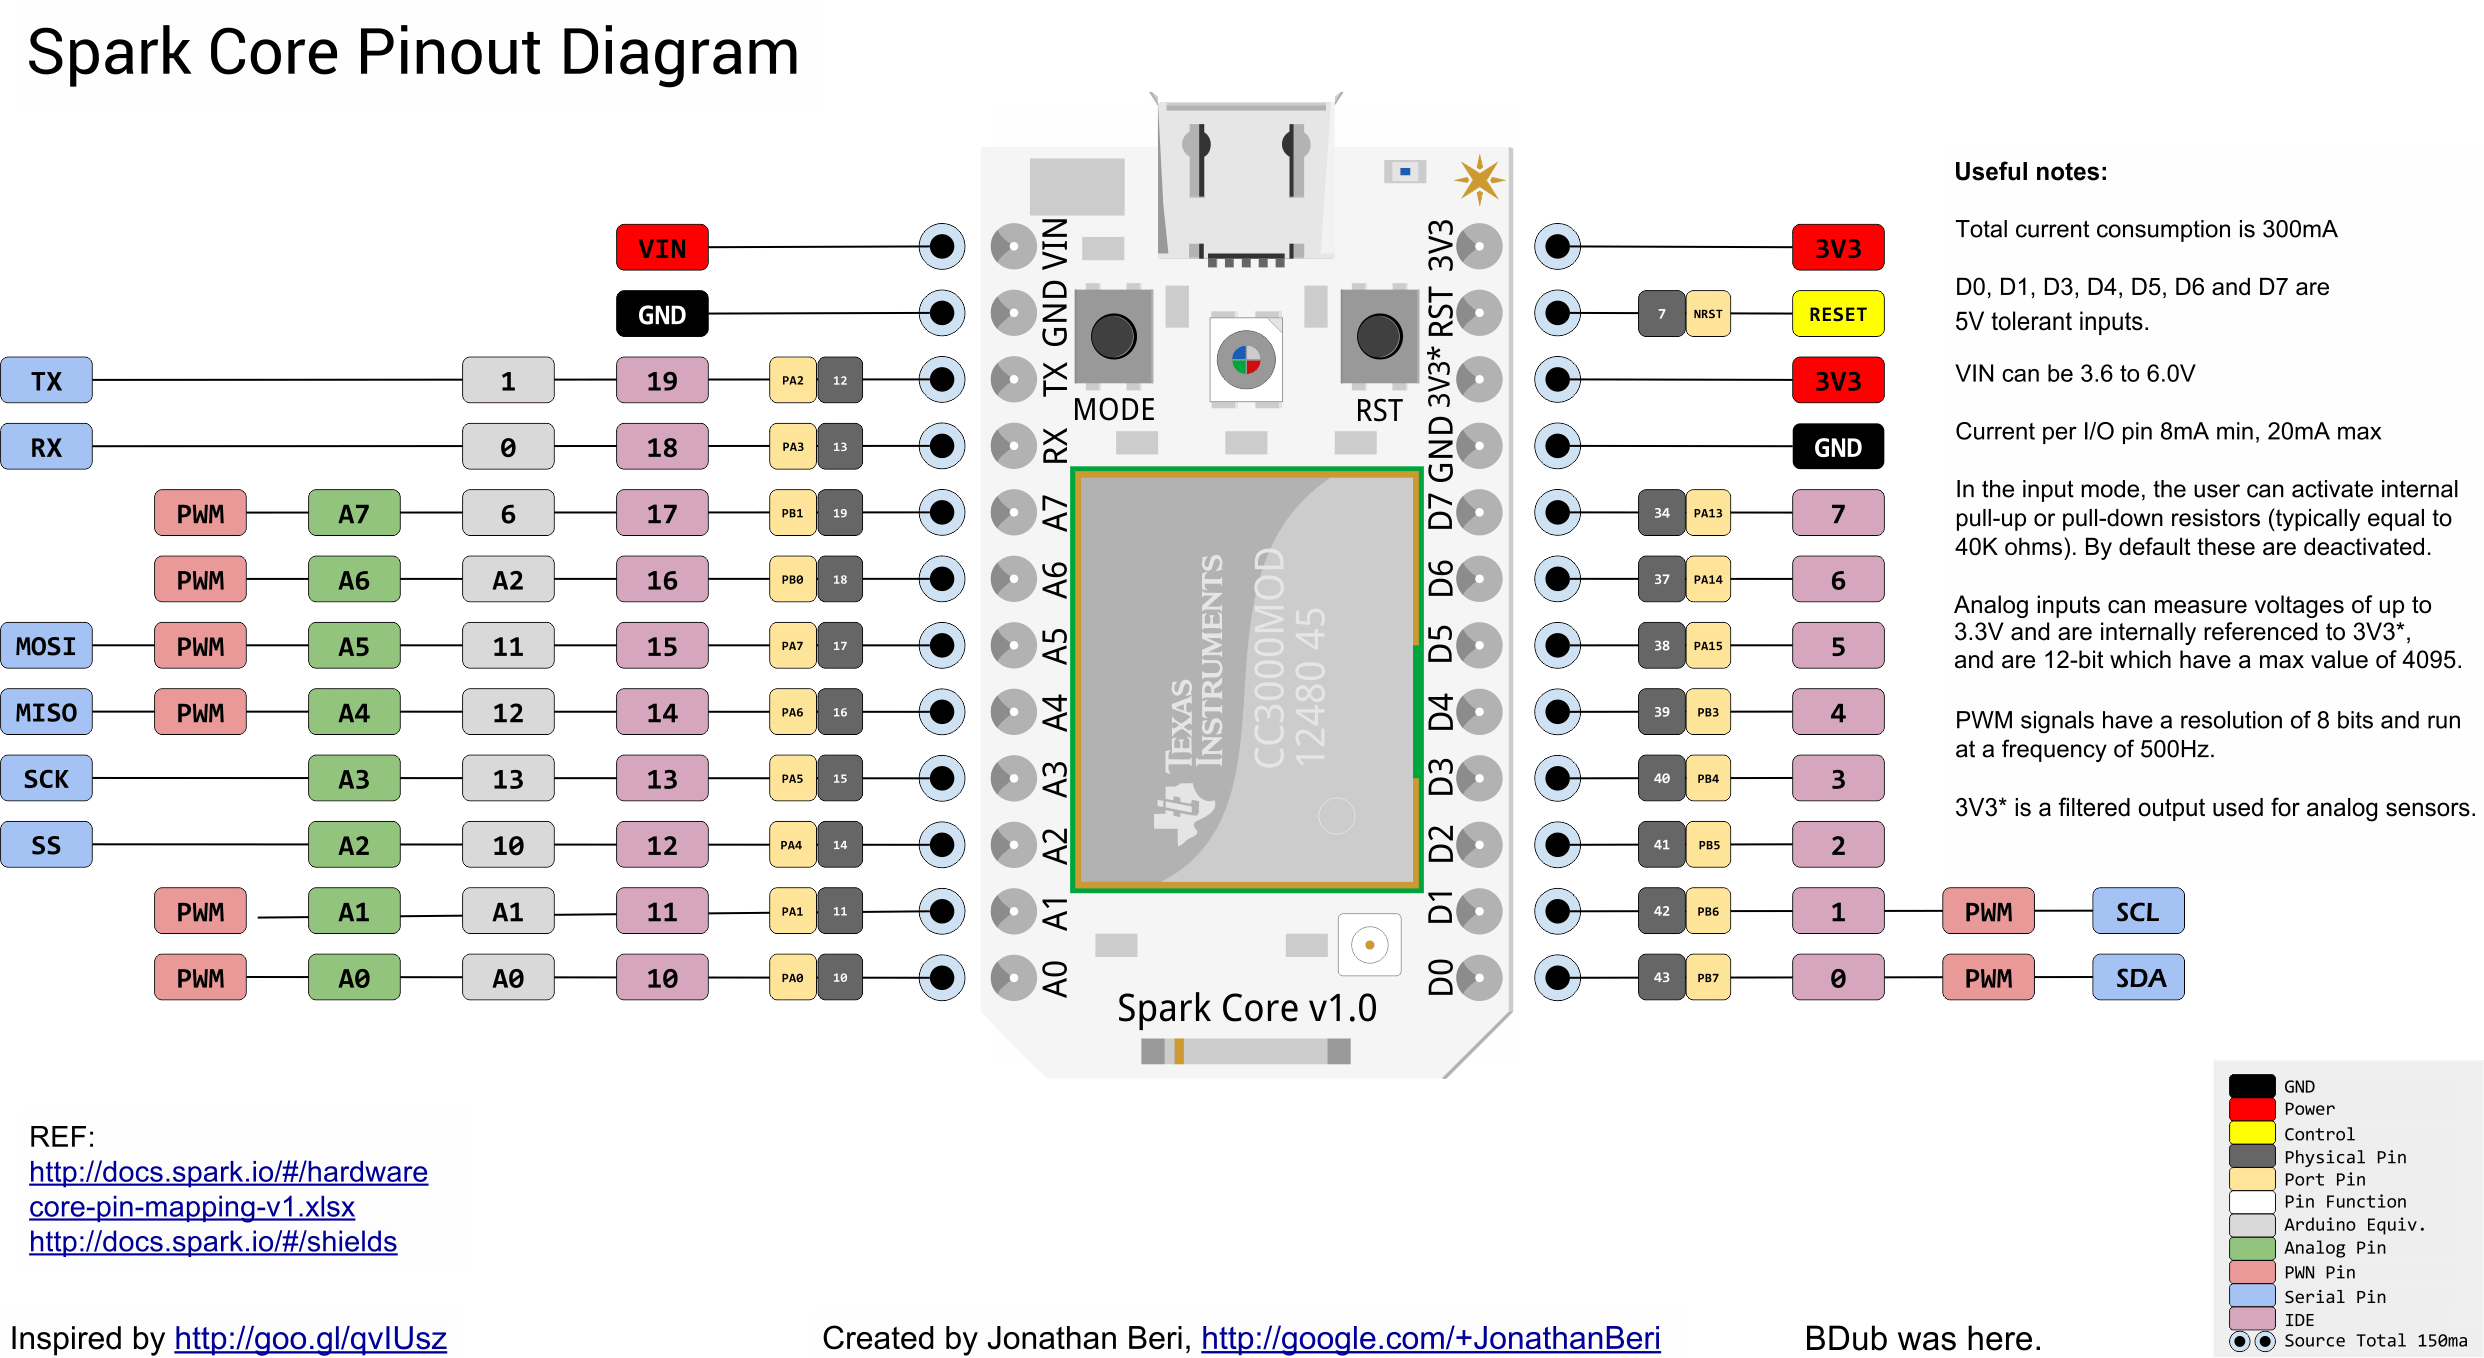 Spark Core Pinout Diagram
VIN
GND
TX 1 19 PA2 12
RX 0 18 PA3 13
PWM A7 6 17 PB1 19
PWM A6 A2 16 PB0 18
MOSI PWM A5 11 15 PA7 17
MISO PWM A4 12 14 PA6 16
SCK A3 13 13 PA5 15
SS A2 10 12 PA4 14
PWM A1 A1 11 PA1 11
PWM A0 A0 10 PA0 10
VIN
GND
TX
RX
A7
A6
A5
A4
A3
A2
A1
A0
MODE
RST
TEXAS
INSTRUMENTS
CC3000MOD
12480 45
Spark Core v1.0
3V3
RST
3V3*
GND
D7
D6
D5
D4
D3
D2
D1
D0
3V3
7 NRST RESET
3V3
GND
34 PA13 7
37 PA14 6
38 PA15 5
39 PB3 4
40 PB4 3
41 PB5 2
42 PB6 1 PWM SCL
43 PB7 0 PWM SDA
Useful notes:
Total current consumption is 300mA
D0, D1, D3, D4, D5, D6 and D7 are
5V tolerant inputs.
VIN can be 3.6 to 6.0V
Current per I/O pin 8mA min, 20mA max
In the input mode, the user can activate internal
pull-up or pull-down resistors (typically equal to
40K ohms). By default these are deactivated.
Analog inputs can measure voltages of up to
3.3V and are internally referenced to 3V3*,
and are 12-bit which have a max value of 4095.
PWM signals have a resolution of 8 bits and run
at a frequency of 500Hz.
3V3* is a filtered output used for analog sensors.
GND
Power
Control
Physical Pin
Port Pin
Pin Function
Arduino Equiv.
Analog Pin
PWN Pin
Serial Pin
IDE
Source Total 150ma
REF:
http://docs.spark.io/#/hardware
core-pin-mapping-v1.xlsx
http://docs.spark.io/#/shields
Inspired by http://goo.gl/qvIUsz
Created by Jonathan Beri, http://google.com/+JonathanBeri
BDub was here.